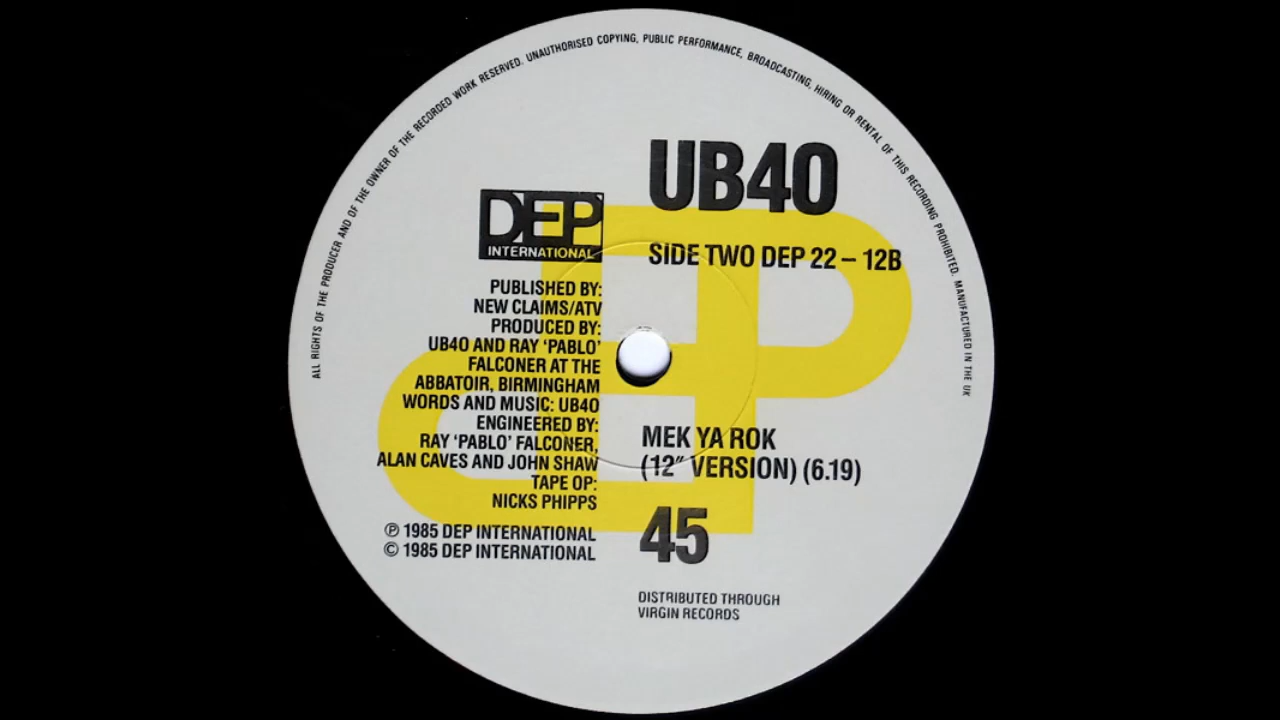 ALL RIGHTS OF THE PRODUCER AND OF THE OWNER OF THE RECORDED WORK RESERVED. UNAUTHORISED COPYING, PUBLIC PERFORMANCE, BROADCASTING, HIRING OR RENTAL OF THIS RECORDING PROHIBITED. MANUFACTURED IN THE UK
UB40
SIDE TWO DEP 22 – 12B
DEP
INTERNATIONAL
PUBLISHED BY:
NEW CLAIMS/ATV
PRODUCED BY:
UB40 AND RAY ‘PABLO’
FALCONER AT THE
ABBATOIR, BIRMINGHAM
WORDS AND MUSIC: UB40
ENGINEERED BY:
RAY ‘PABLO’ FALCONER,
ALAN CAVES AND JOHN SHAW
TAPE OP:
NICKS PHIPPS
℗ 1985 DEP INTERNATIONAL
© 1985 DEP INTERNATIONAL
MEK YA ROK
(12″ VERSION) (6.19)
45
DISTRIBUTED THROUGH
VIRGIN RECORDS